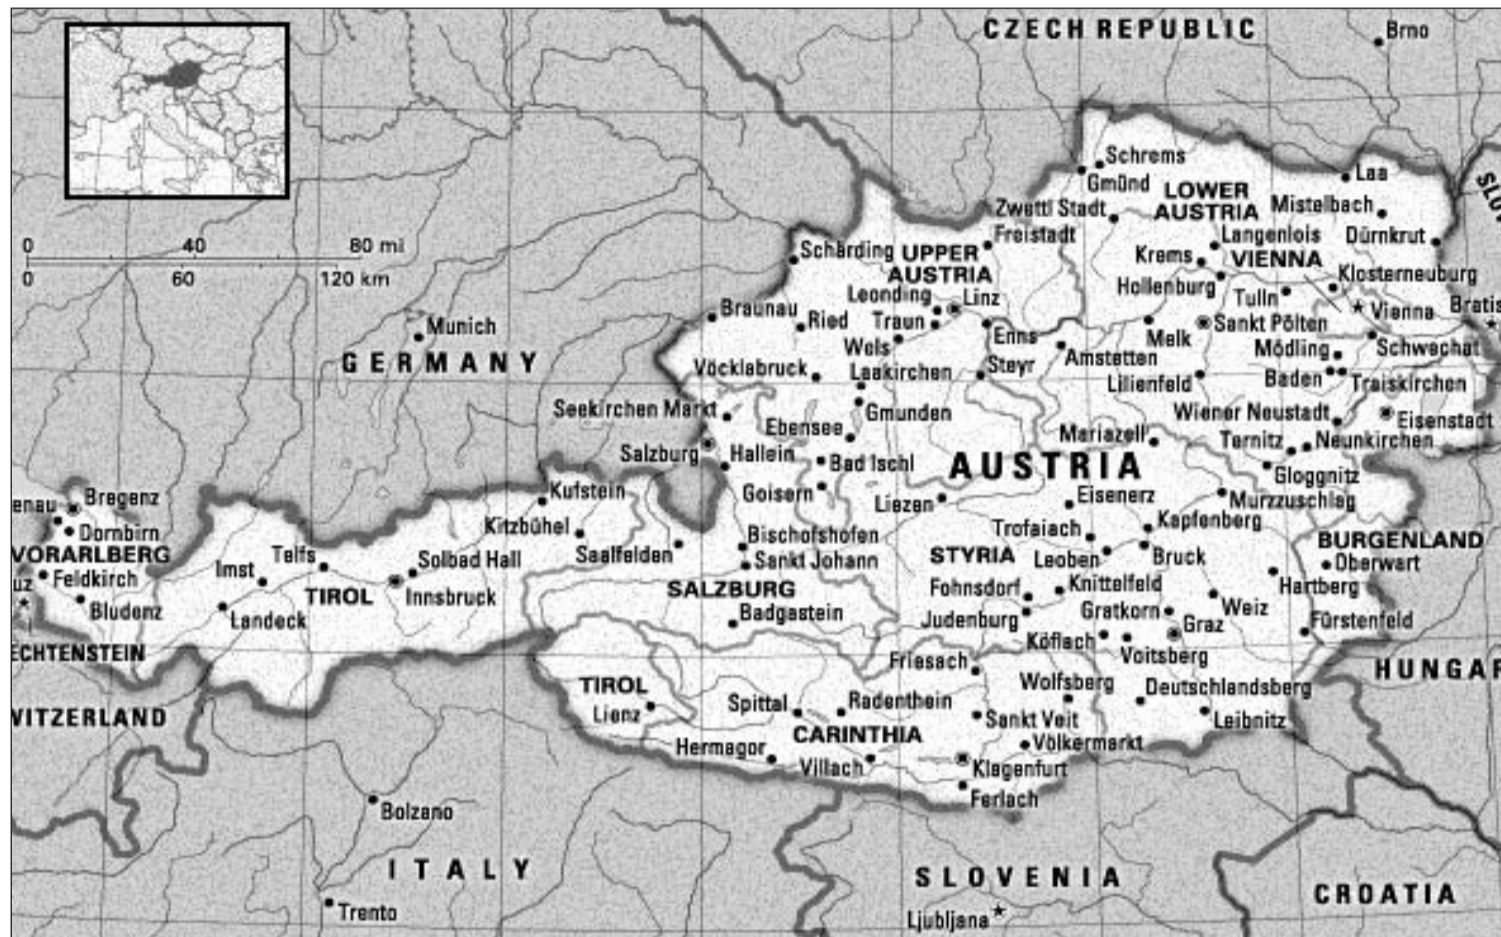 CZECH REPUBLIC
Brno
Schrems
Gmünd
Laa
LOWER
AUSTRIA
Zwettl Stadt
Mistelbach
Freistadt
Langenlois
Dürnkrut
0 40 80 mi
0 60 120 km
Schärding
UPPER
AUSTRIA
Krems
VIENNA
Klosterneuburg
Hollenburg
Tulln
Leonding
Linz
Vienna
Bratis
Braunau
Ried
Traun
Enns
Melk
Sankt Pölten
Munich
Wels
Amstetten
Mödling
Schwechat
GERMANY
Vöcklabruck
Laakirchen
Steyr
Lilienfeld
Baden
Traiskirchen
Seekirchen Markt
Gmunden
Wiener Neustadt
Eisenstadt
Ebensee
Mariazell
Ternitz
Neunkirchen
Salzburg
Hallein
Bad Ischl
AUSTRIA
Gloggnitz
Goisern
Liezen
Eisenerz
Murzzuschlag
Kufstein
enau
Bregenz
Dornbirn
Kitzbühel
Bischofshofen
Trofaiach
Kapfenberg
VORARLBERG
Telfs
Solbad Hall
Saalfelden
Sankt Johann
STYRIA
Leoben
Bruck
BURGENLAND
Oberwart
uz
Feldkirch
Imst
TIROL
Innsbruck
SALZBURG
Fohnsdorf
Knittelfeld
Hartberg
Bludenz
Landeck
Badgastein
Judenburg
Gratkorn
Weiz
Graz
Fürstenfeld
Köflach
Voitsberg
ECHTENSTEIN
Friesach
HUNGAR
TIROL
Lienz
Spittal
Radenthein
Wolfsberg
Deutschlandsberg
Leibnitz
WITZERLAND
CARINTHIA
Sankt Veit
Hermagor
Villach
Völkermarkt
Klagenfurt
Ferlach
Bolzano
ITALY
SLOVENIA
CROATIA
Trento
Ljubljana